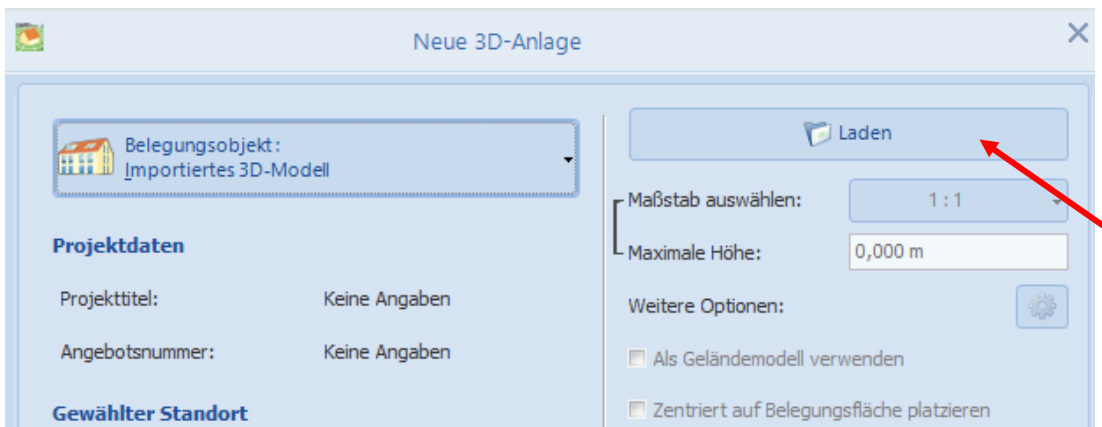 Neue 3D-Anlage
Belegungsobjekt:
Importiertes 3D-Modell
Projektdaten
Projekttitel: Keine Angaben
Angebotsnummer: Keine Angaben
Gewählter Standort
Laden
Maßstab auswählen: 1 : 1
Maximale Höhe: 0,000 m
Weitere Optionen:
Als Geländemodell verwenden
Zentriert auf Belegungsfläche platzieren